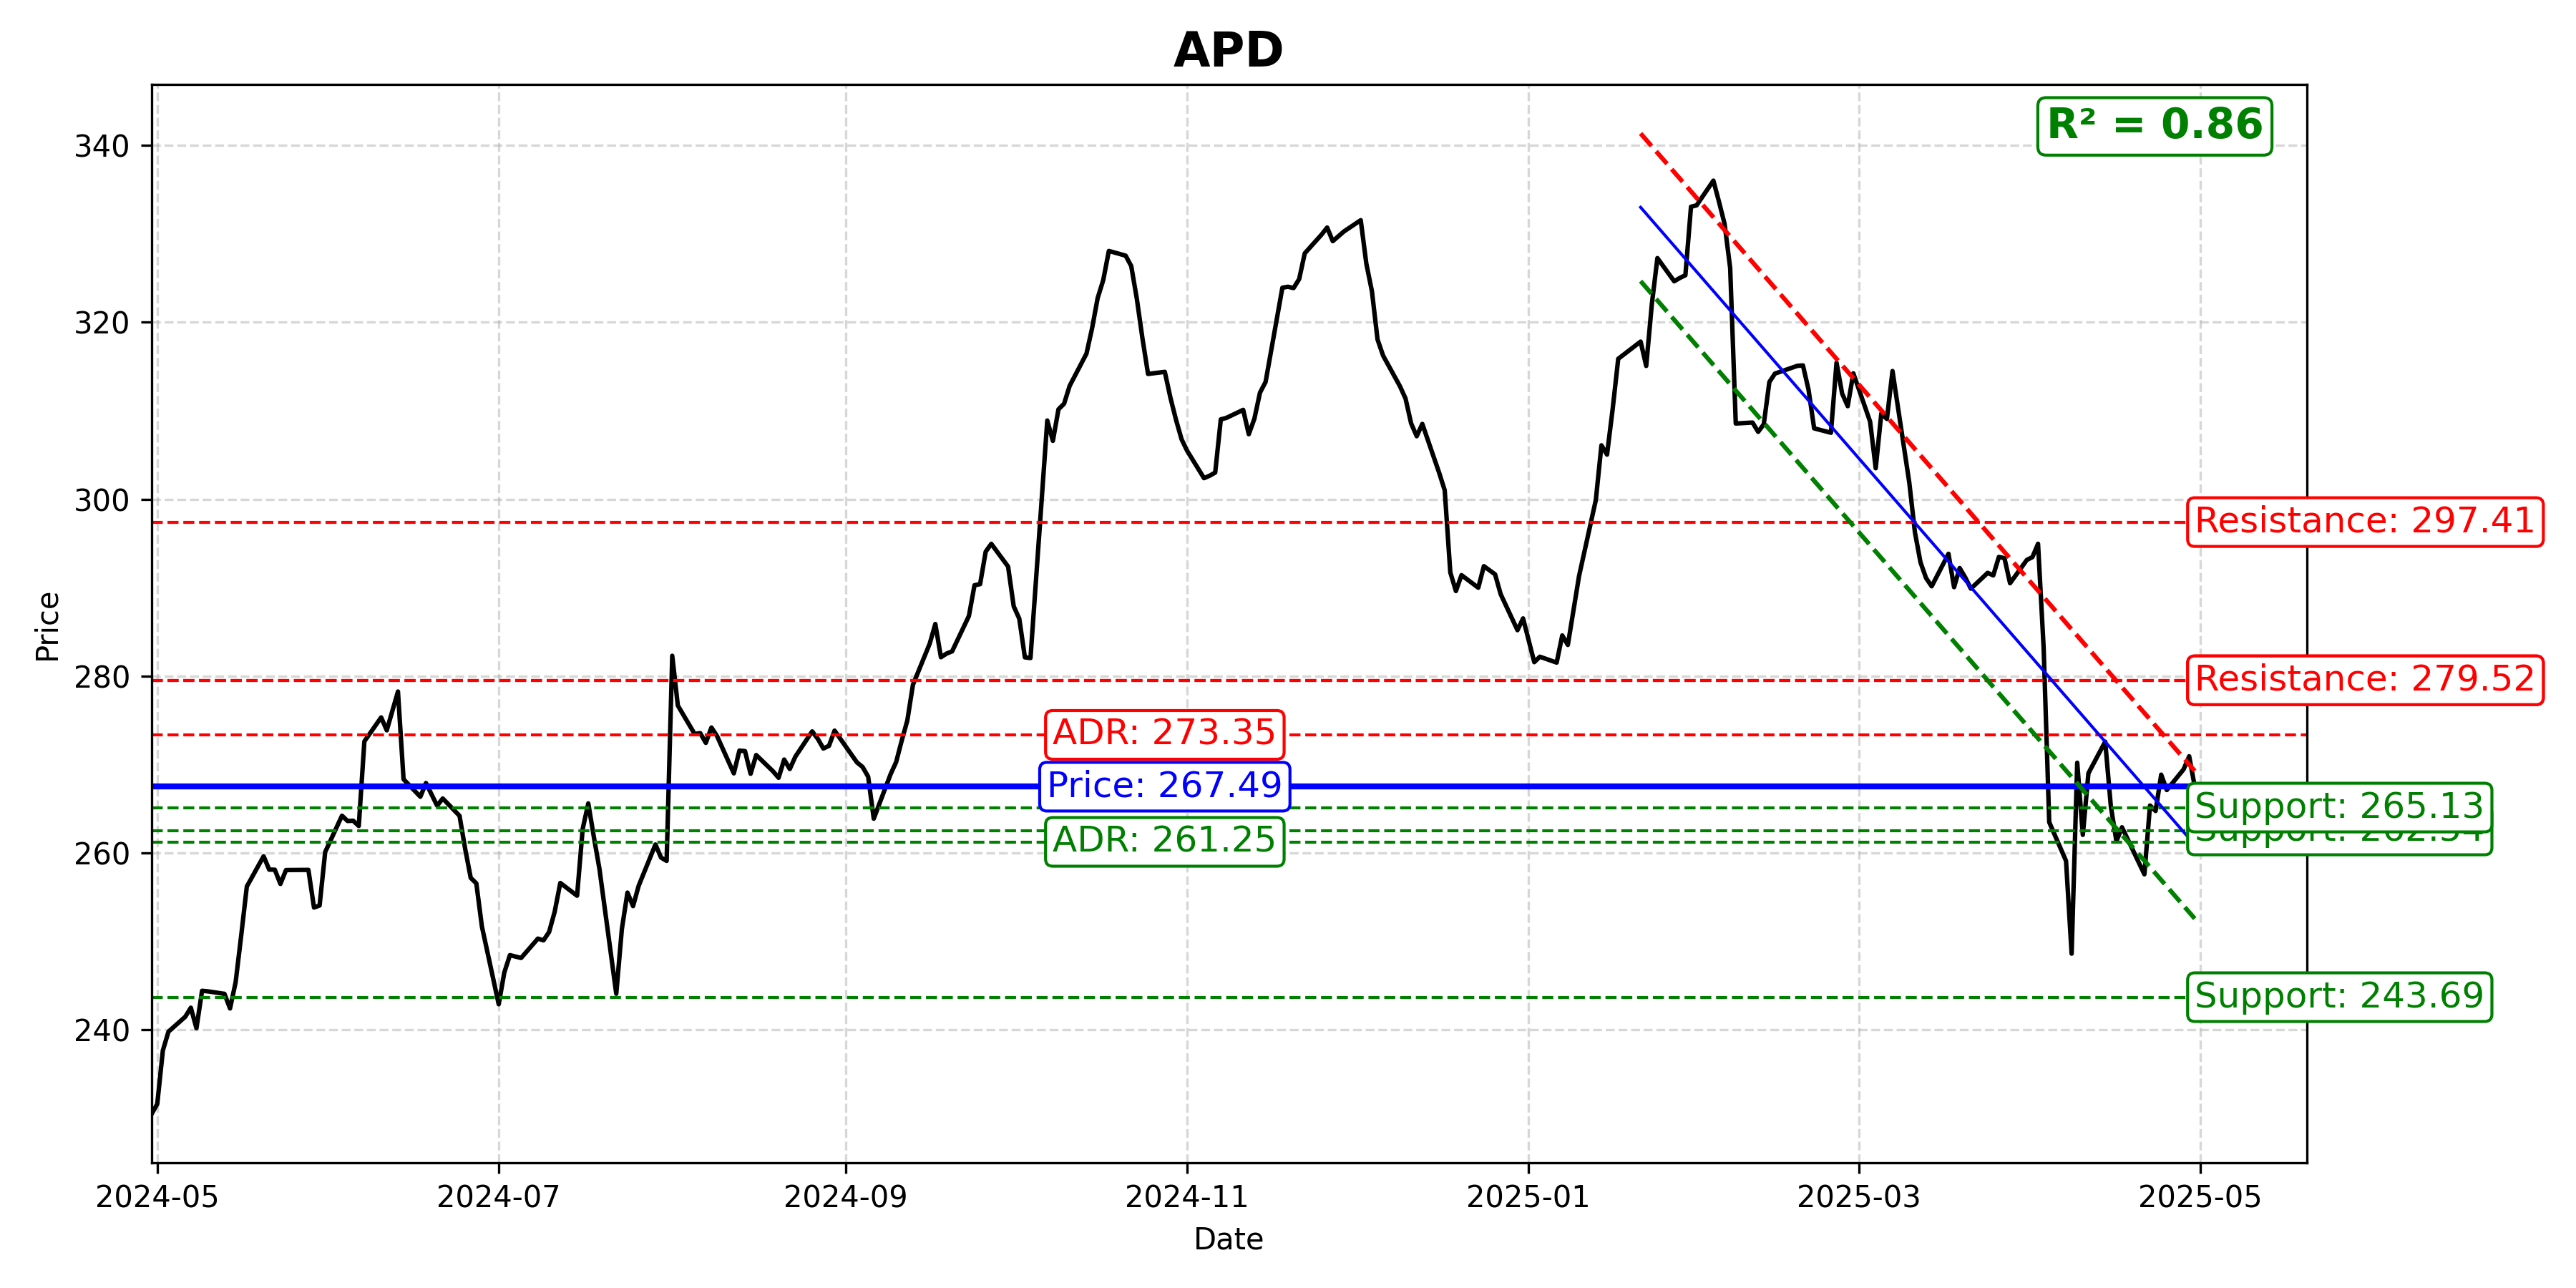 APD
R² = 0.86
Price
340
320
300
280
260
240
Resistance: 297.41
Resistance: 279.52
ADR: 273.35
Price: 267.49
Support: 265.13
ADR: 261.25
Support: 243.69
2024-05
2024-07
2024-09
2024-11
2025-01
2025-03
2025-05
Date